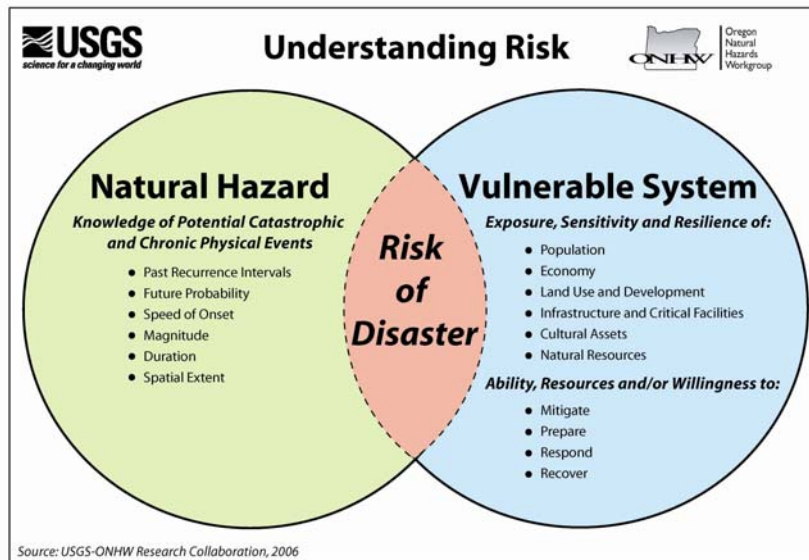 USGS
science for a changing world
Understanding Risk
ONHW
Oregon
Natural
Hazards
Workgroup
Natural Hazard
Knowledge of Potential Catastrophic
and Chronic Physical Events
• Past Recurrence Intervals
• Future Probability
• Speed of Onset
• Magnitude
• Duration
• Spatial Extent
Risk
of
Disaster
Vulnerable System
Exposure, Sensitivity and Resilience of:
• Population
• Economy
• Land Use and Development
• Infrastructure and Critical Facilities
• Cultural Assets
• Natural Resources
Ability, Resources and/or Willingness to:
• Mitigate
• Prepare
• Respond
• Recover
Source: USGS-ONHW Research Collaboration, 2006